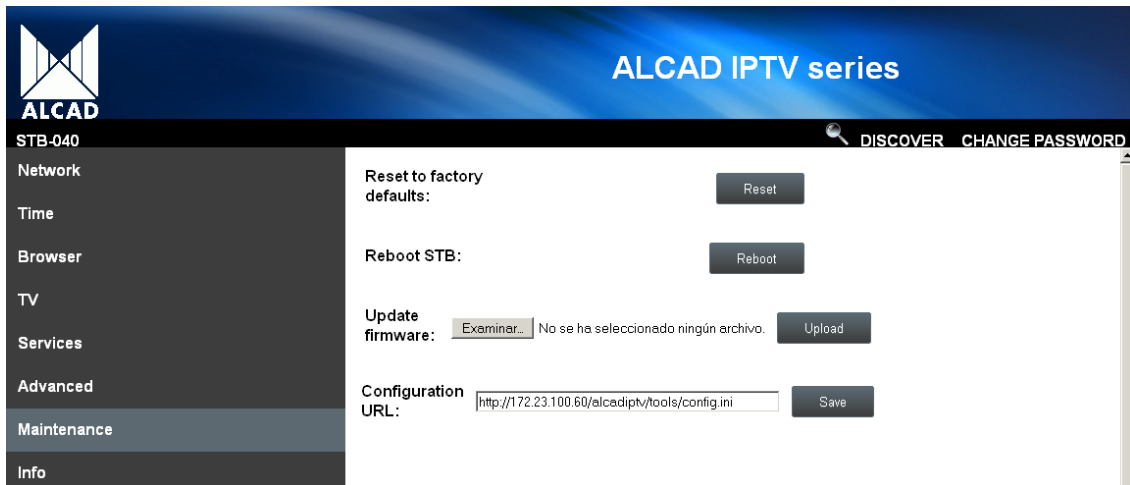 ALCAD
ALCAD IPTV series
STB-040
DISCOVER CHANGE PASSWORD
Network
Time
Browser
TV
Services
Advanced
Maintenance
Info
Reset to factory
defaults:
Reset
Reboot STB:
Reboot
Update
firmware:
Examinar... No se ha seleccionado ningún archivo.
Upload
Configuration
URL:
http://172.23.100.60/alcadiptv/tools/config.ini
Save